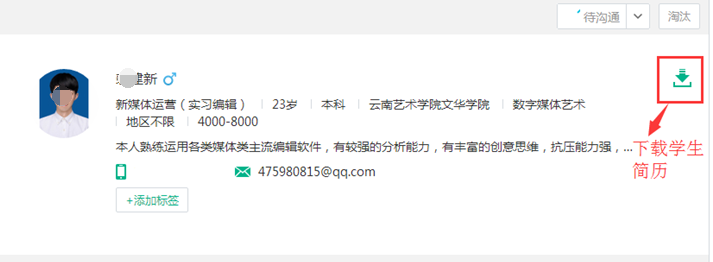 待沟通 淘汰
建新
新媒体运营（实习编辑） 23岁 本科 云南艺术学院文华学院 数字媒体艺术
地区不限 4000-8000
本人熟练运用各类媒体类主流编辑软件，有较强的分析能力，有丰富的创意思维，抗压能力强，...
下载学生
简历
475980815@qq.com
+添加标签